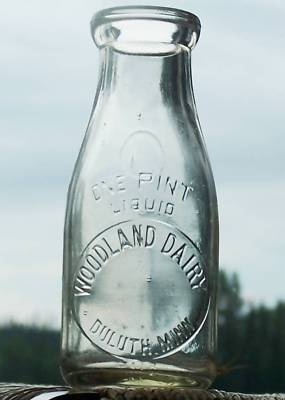 ONE PINT
LIQUID
WOODLAND DAIRY
DULUTH, MINN.